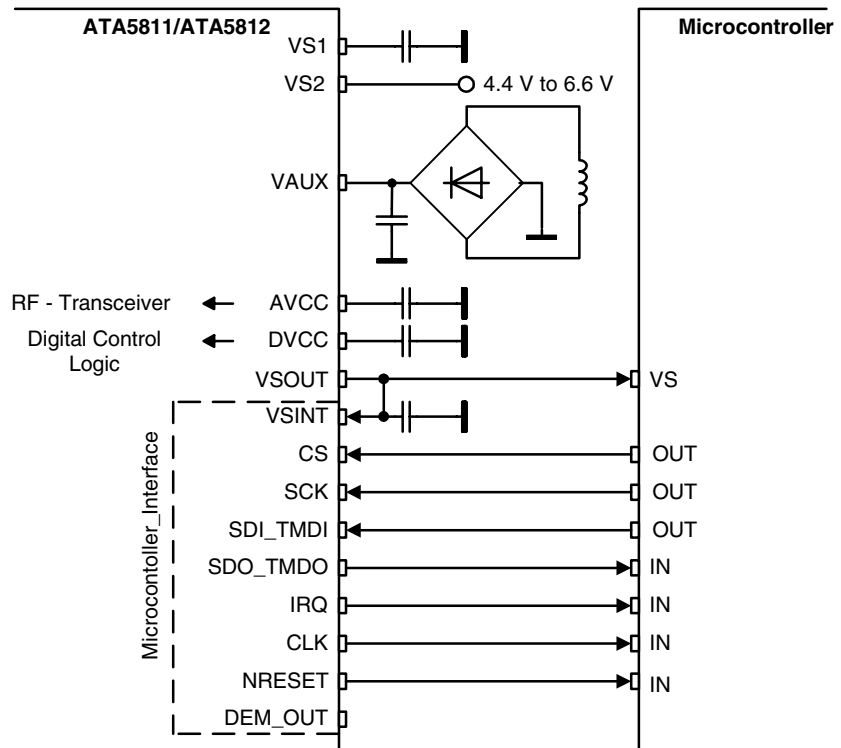 ATA5811/ATA5812
Microcontroller
VS1
VS2
4.4 V to 6.6 V
VAUX
RF - Transceiver
AVCC
Digital Control
Logic
DVCC
VSOUT
VS
VSINT
CS
OUT
SCK
OUT
SDI_TMDI
OUT
SDO_TMDO
IN
IRQ
IN
CLK
IN
NRESET
IN
DEM_OUT
Microcontoller_Interface